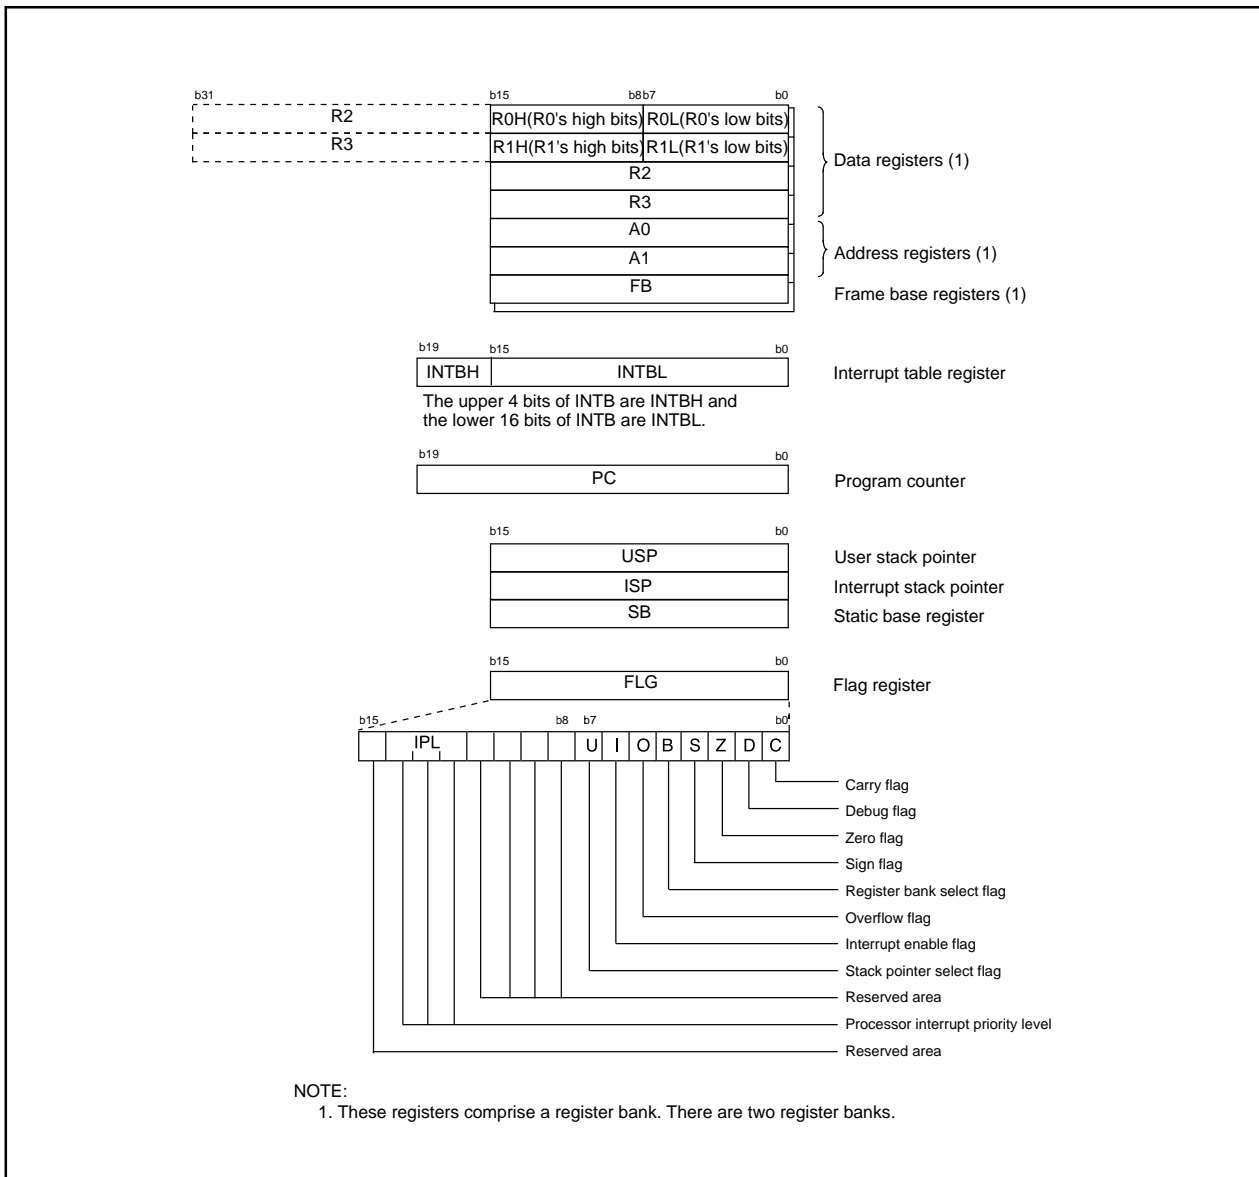 b31 b15 b8b7 b0
R2 R0H(R0's high bits) R0L(R0's low bits)
R3 R1H(R1's high bits) R1L(R1's low bits)
Data registers (1)
R2
R3
A0
A1
Address registers (1)
FB
Frame base registers (1)
b19 b15 b0
INTBH INTBL Interrupt table register
The upper 4 bits of INTB are INTBH and
the lower 16 bits of INTB are INTBL.
b19 b0
PC Program counter
b15 b0
USP User stack pointer
ISP Interrupt stack pointer
SB Static base register
b15 b0
FLG Flag register
b15 b8 b7 b0
IPL U I O B S Z D C
Carry flag
Debug flag
Zero flag
Sign flag
Register bank select flag
Overflow flag
Interrupt enable flag
Stack pointer select flag
Reserved area
Processor interrupt priority level
Reserved area
NOTE:
1. These registers comprise a register bank. There are two register banks.